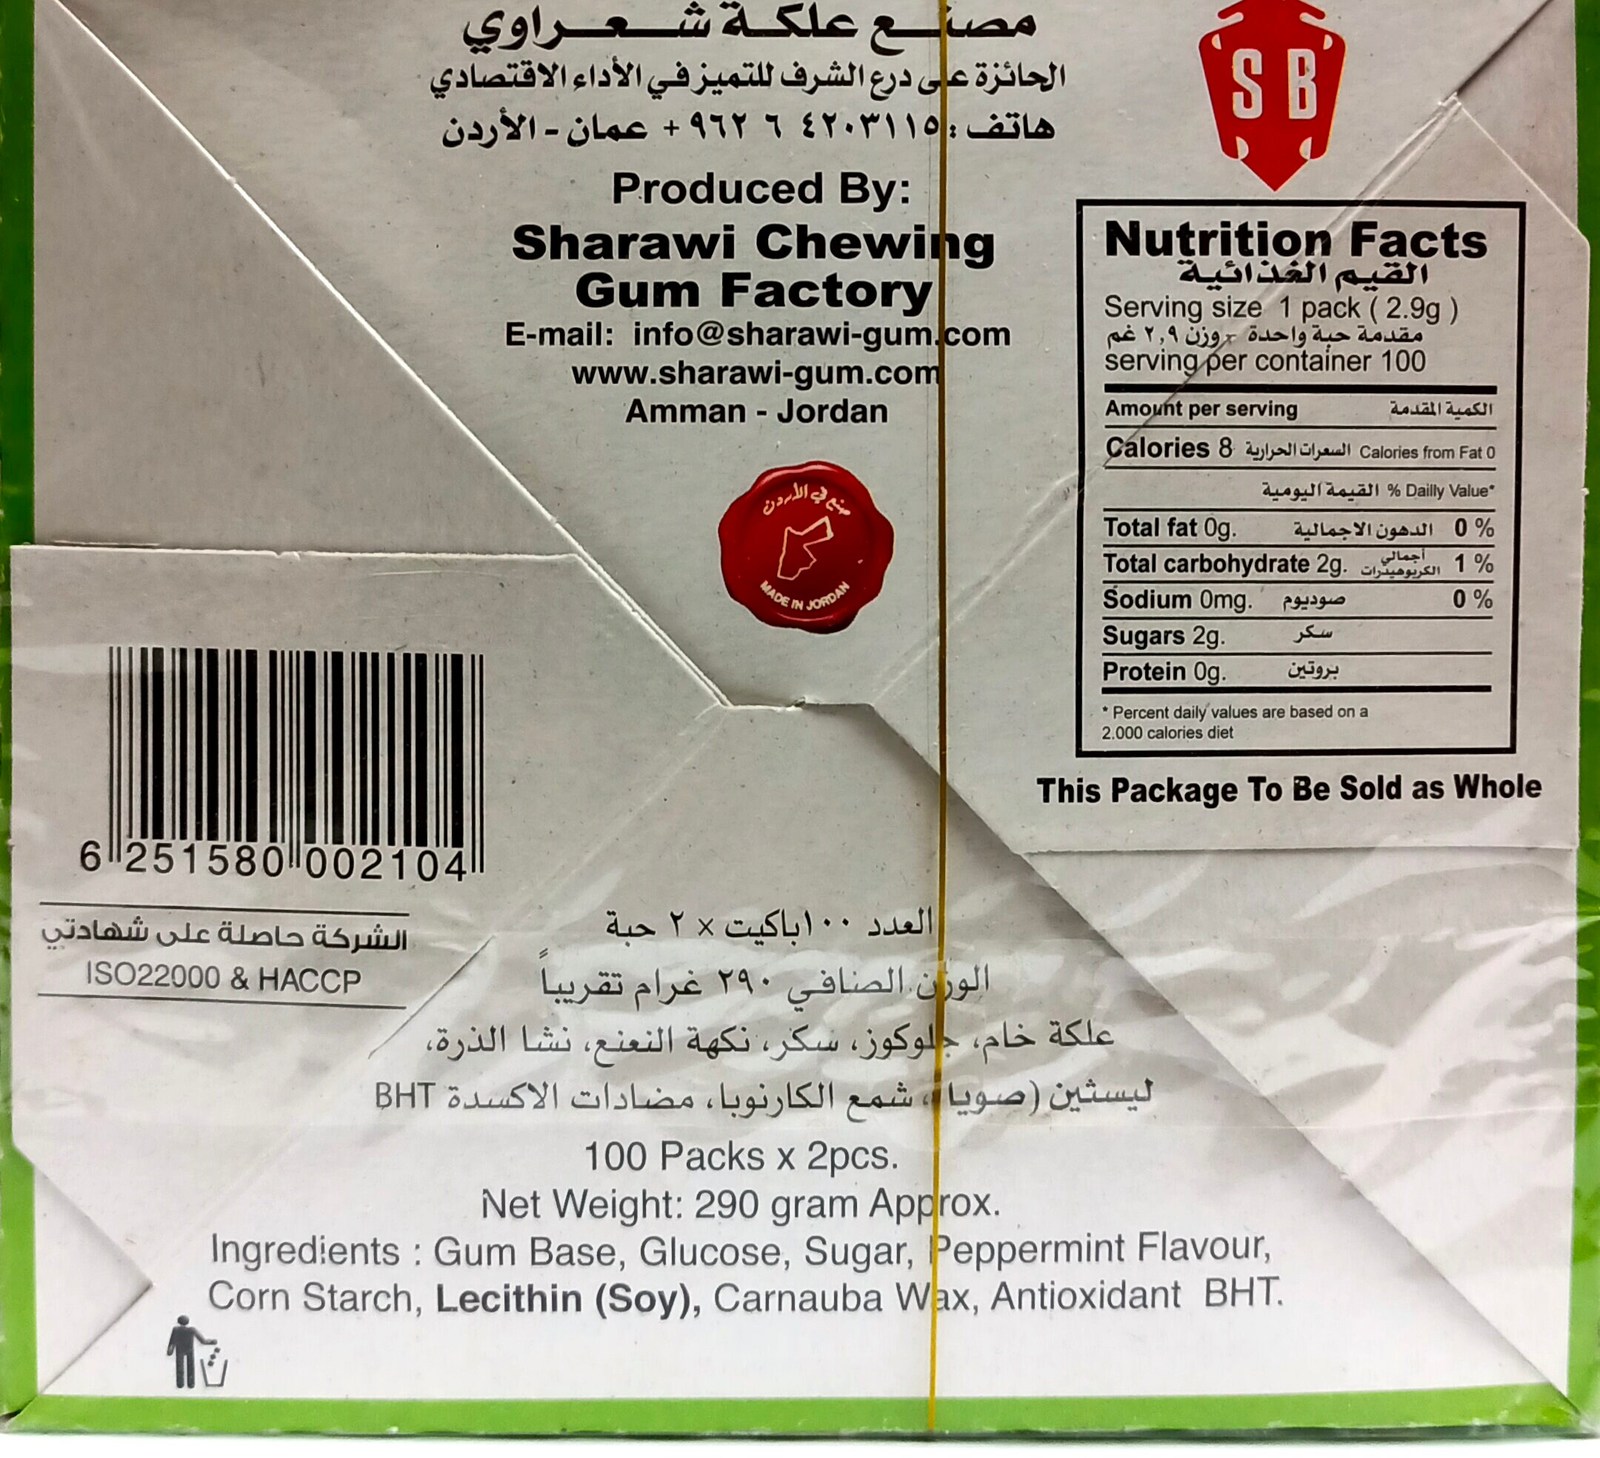 مصنع علكة شعراوي
الحائزة على درع الشرف للتميز في الأداء الاقتصادي
هاتف : ٤٢٠٣١١٥ ٦ ٩٦٢ + عمان - الأردن
Produced By:
Sharawi Chewing
Gum Factory
E-mail: info@sharawi-gum.com
www.sharawi-gum.com
Amman - Jordan
صنع في الأردن
MADE IN JORDAN
S B
Nutrition Facts
القيم الغذائية
Serving size 1 pack ( 2.9g )
مقدمة حبة واحدة - وزن ٢,٩ غم
serving per container 100
Amount per serving الكمية المقدمة
Calories 8 السعرات الحرارية Calories from Fat 0
القيمة اليومية % Dailly Value*
Total fat 0g. الدهون الاجمالية 0 %
Total carbohydrate 2g. أجمالي الكربوهيدرات 1 %
Sodium 0mg. صوديوم 0 %
Sugars 2g. سكر
Protein 0g. بروتين
* Percent daily values are based on a
2.000 calories diet
This Package To Be Sold as Whole
6 251580 002104
الشركة حاصلة على شهادتي
ISO22000 & HACCP
العدد ١٠٠باكيت × ٢ حبة
الوزن الصافي ٢٩٠ غرام تقريباً
علكة خام، جلوكوز، سكر، نكهة النعنع، نشا الذرة،
ليسثين (صويا)، شمع الكارنوبا، مضادات الاكسدة BHT
100 Packs x 2pcs.
Net Weight: 290 gram Approx.
Ingredients : Gum Base, Glucose, Sugar, Peppermint Flavour,
Corn Starch, Lecithin (Soy), Carnauba Wax, Antioxidant BHT.